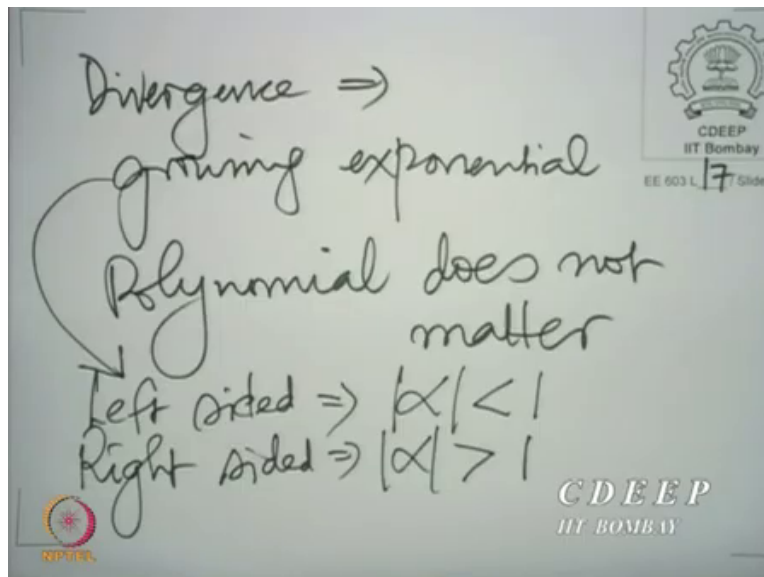 Divergence ⇒
growing exponential
Polynomial does not
matter
Left sided ⇒ |α| < 1
Right sided ⇒ |α| > 1
CDEEP
IIT Bombay
EE 603 L 17 / Slide
CDEEP
IIT BOMBAY
NPTEL